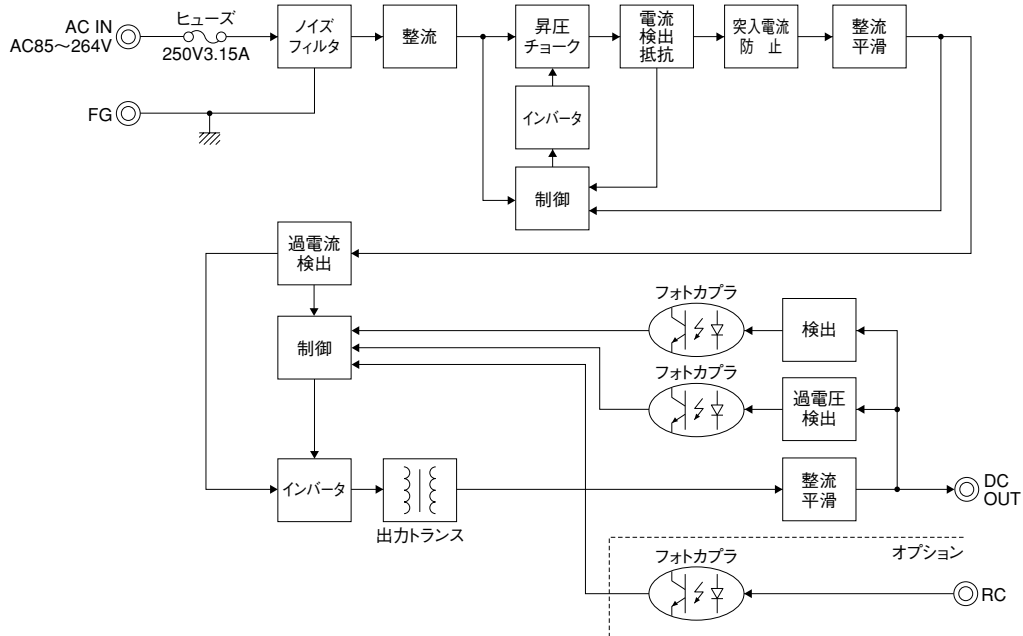 AC IN
AC85〜264V
ヒューズ
250V3.15A
ノイズ
フィルタ
整流
昇圧
チョーク
電流
検出
抵抗
突入電流
防 止
整流
平滑
FG
インバータ
制御
過電流
検出
フォトカプラ
検出
制御
フォトカプラ
過電圧
検出
インバータ
出力トランス
整流
平滑
DC
OUT
オプション
フォトカプラ
RC